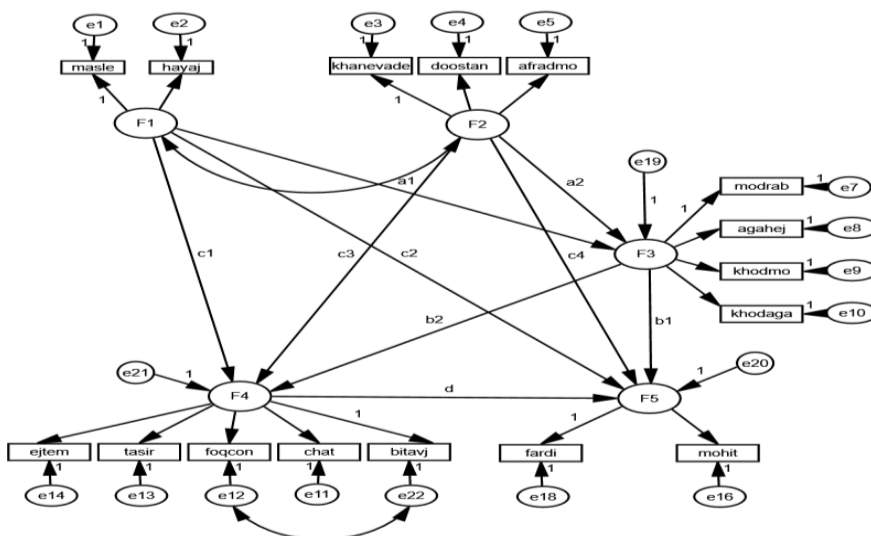 e1 e2 e3 e4 e5
1 1 1 1 1
masle hayaj khanevade doostan afradmo
1 1
F1 F2
e19
a1 a2 1 1 modrab 1 e7
agahej 1 e8
c1 c3 c2 c4 F3
khodmo 1 e9
b2 khodaga 1 e10
b1
e21 1 e20
1
F4 d F5
1 1
ejtem tasir foqcon chat bitavj fardi mohit
1 1 1 1 1 1 1
e14 e13 e12 e11 e22 e18 e16